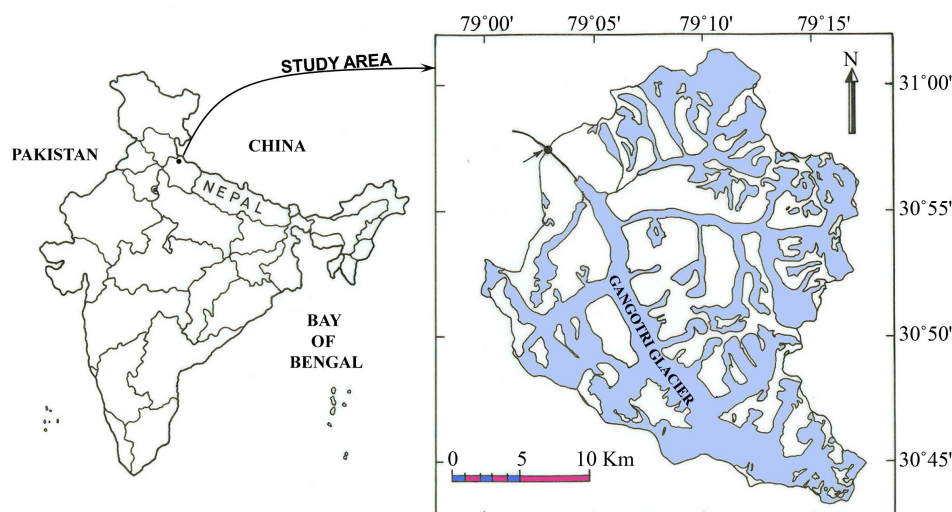 79°00'
79°05'
79°10'
79°15'
STUDY AREA
N
31°00'
PAKISTAN
CHINA
NEPAL
30°55'
GANGOTRI GLACIER
BAY
OF
BENGAL
30°50'
30°45'
0
5
10 Km